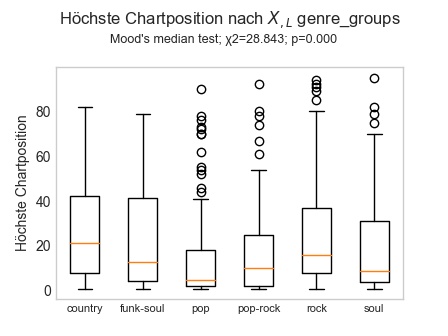 Höchste Chartposition nach X,L genre_groups
Mood's median test; χ2=28.843; p=0.000
Höchste Chartposition
80
60
40
20
0
country funk-soul pop pop-rock rock soul